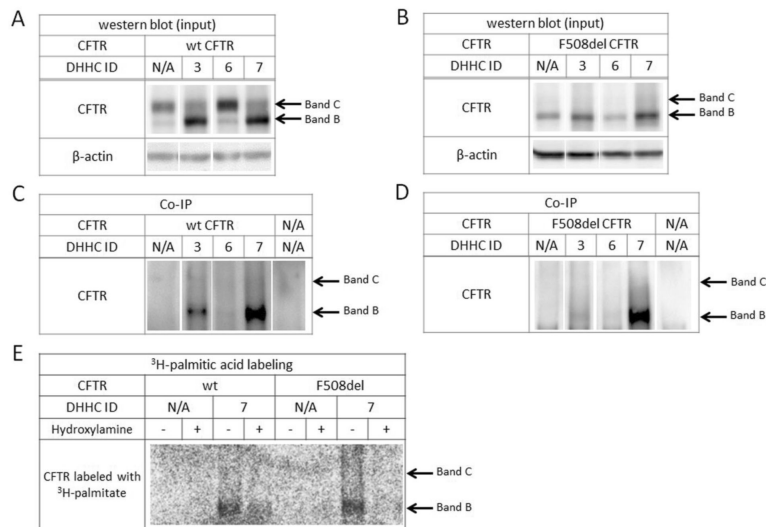 A
western blot (input)
CFTR wt CFTR
DHHC ID N/A 3 6 7
CFTR
Band C
Band B
β-actin
B
western blot (input)
CFTR F508del CFTR
DHHC ID N/A 3 6 7
CFTR
Band C
Band B
β-actin
C
Co-IP
CFTR wt CFTR N/A
DHHC ID N/A 3 6 7 N/A
CFTR
Band C
Band B
D
Co-IP
CFTR F508del CFTR N/A
DHHC ID N/A 3 6 7 N/A
CFTR
Band C
Band B
E
³H-palmitic acid labeling
CFTR wt F508del
DHHC ID N/A 7 N/A 7
Hydroxylamine - + - + - + - +
CFTR labeled with
³H-palmitate
Band C
Band B